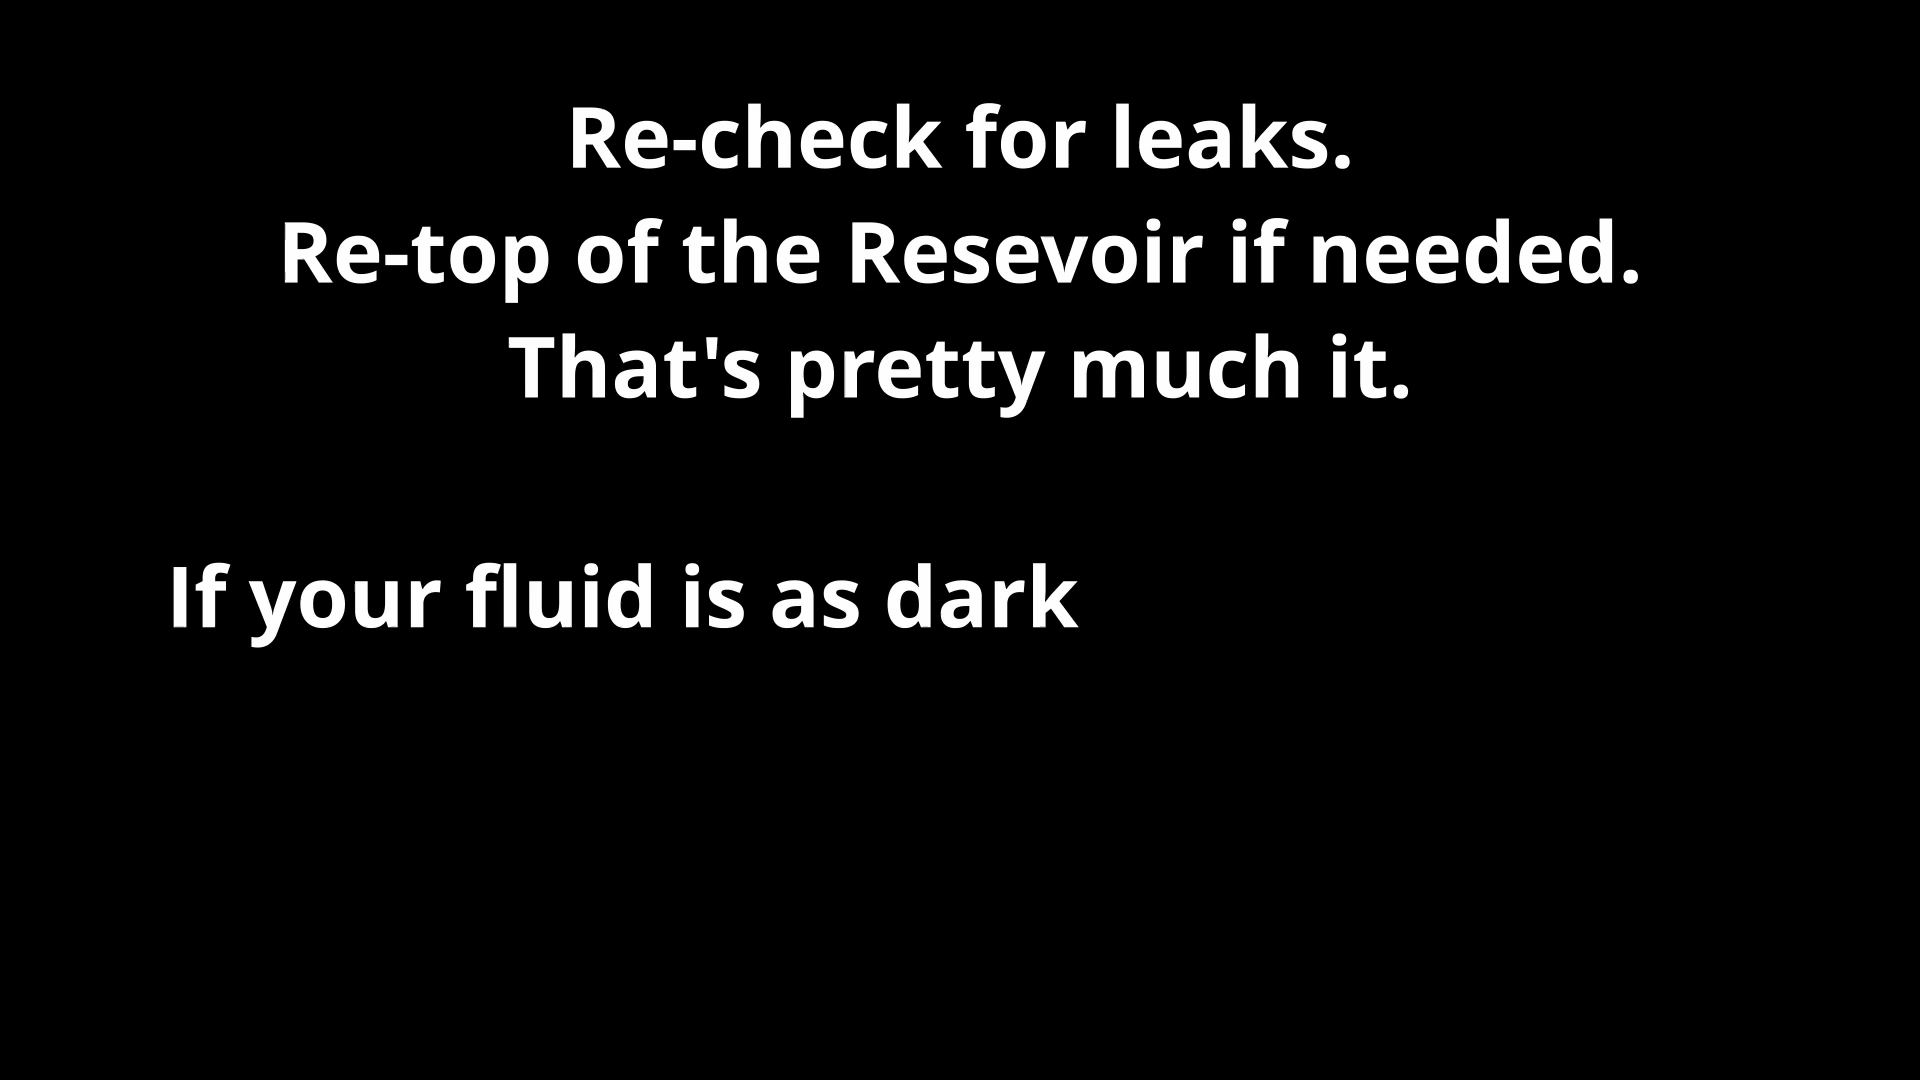 Re-check for leaks.
Re-top of the Resevoir if needed.
That's pretty much it.
If your fluid is as dark